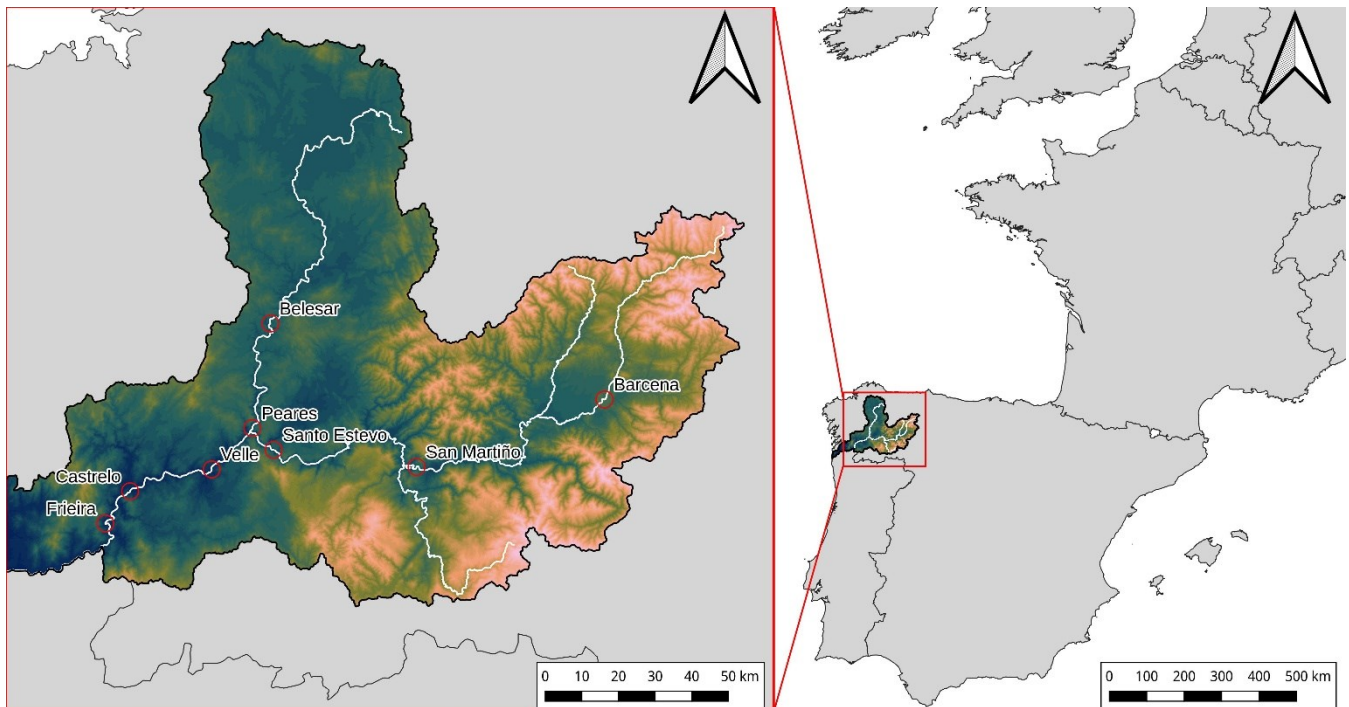 Belesar
Barcena
Peares
Santo Estevo
San Martiño
Velle
Castrelo
Frieira
0 10 20 30 40 50 km
0 100 200 300 400 500 km